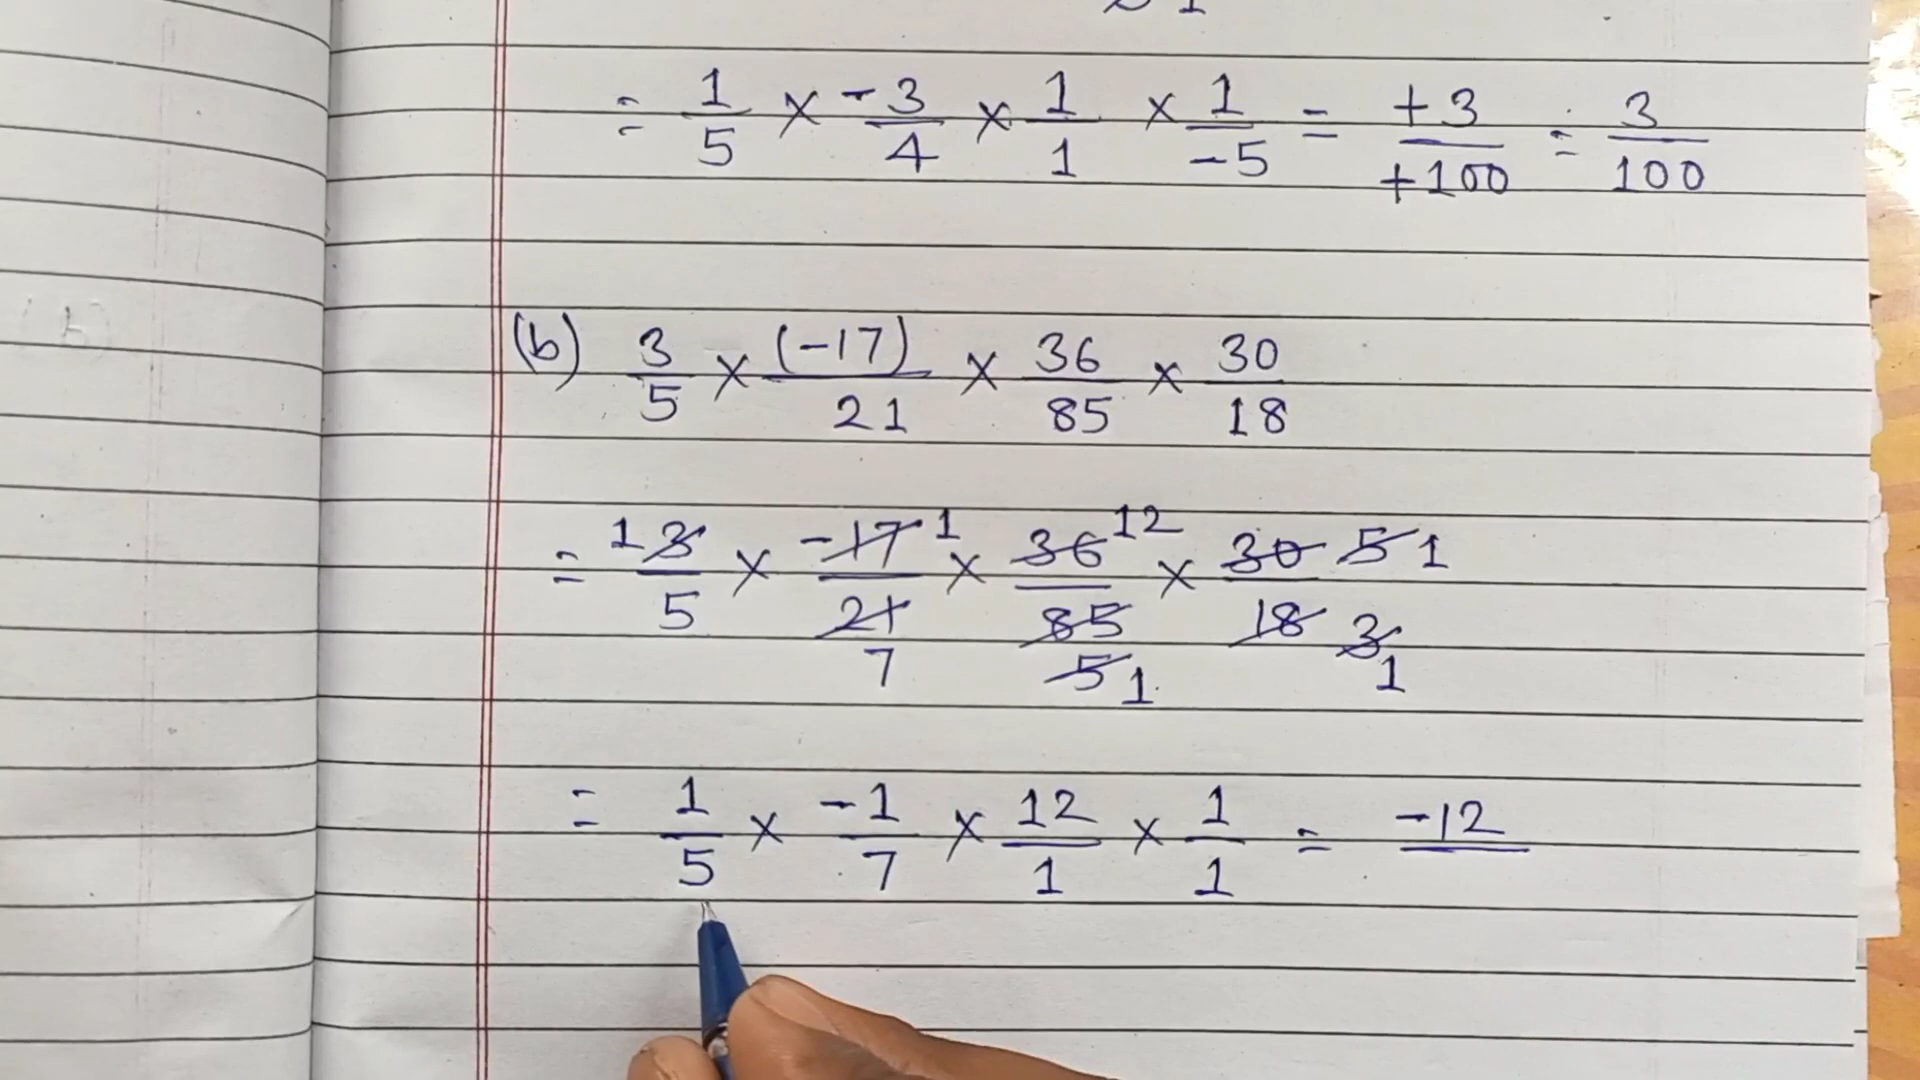 = 1/5 × -3/4 × 1/1 × 1/-5 = +3/+100 = 3/100
(b) 3/5 × (-17)/21 × 36/85 × 30/18
= 1 3/5 × -17 1/21 7 × 36 12/85 5 1 × 30 5 1/18 3 1
= 1/5 × -1/7 × 12/1 × 1/1 = -12/